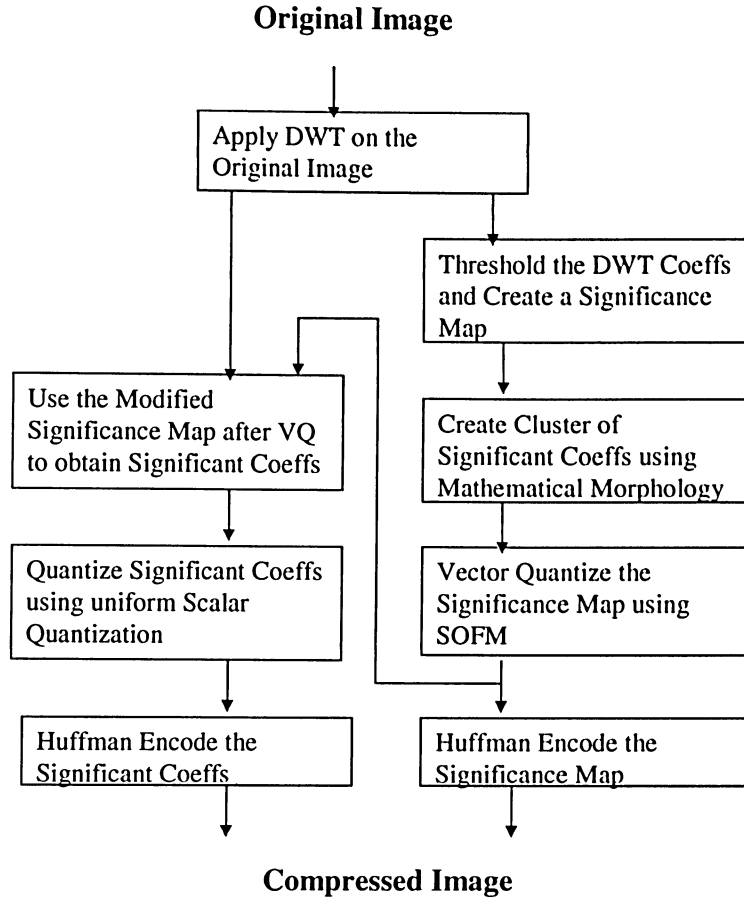 Original Image
Apply DWT on the
Original Image
Threshold the DWT Coeffs
and Create a Significance
Map
Use the Modified
Significance Map after VQ
to obtain Significant Coeffs
Create Cluster of
Significant Coeffs using
Mathematical Morphology
Quantize Significant Coeffs
using uniform Scalar
Quantization
Vector Quantize the
Significance Map using
SOFM
Huffman Encode the
Significant Coeffs
Huffman Encode the
Significance Map
Compressed Image